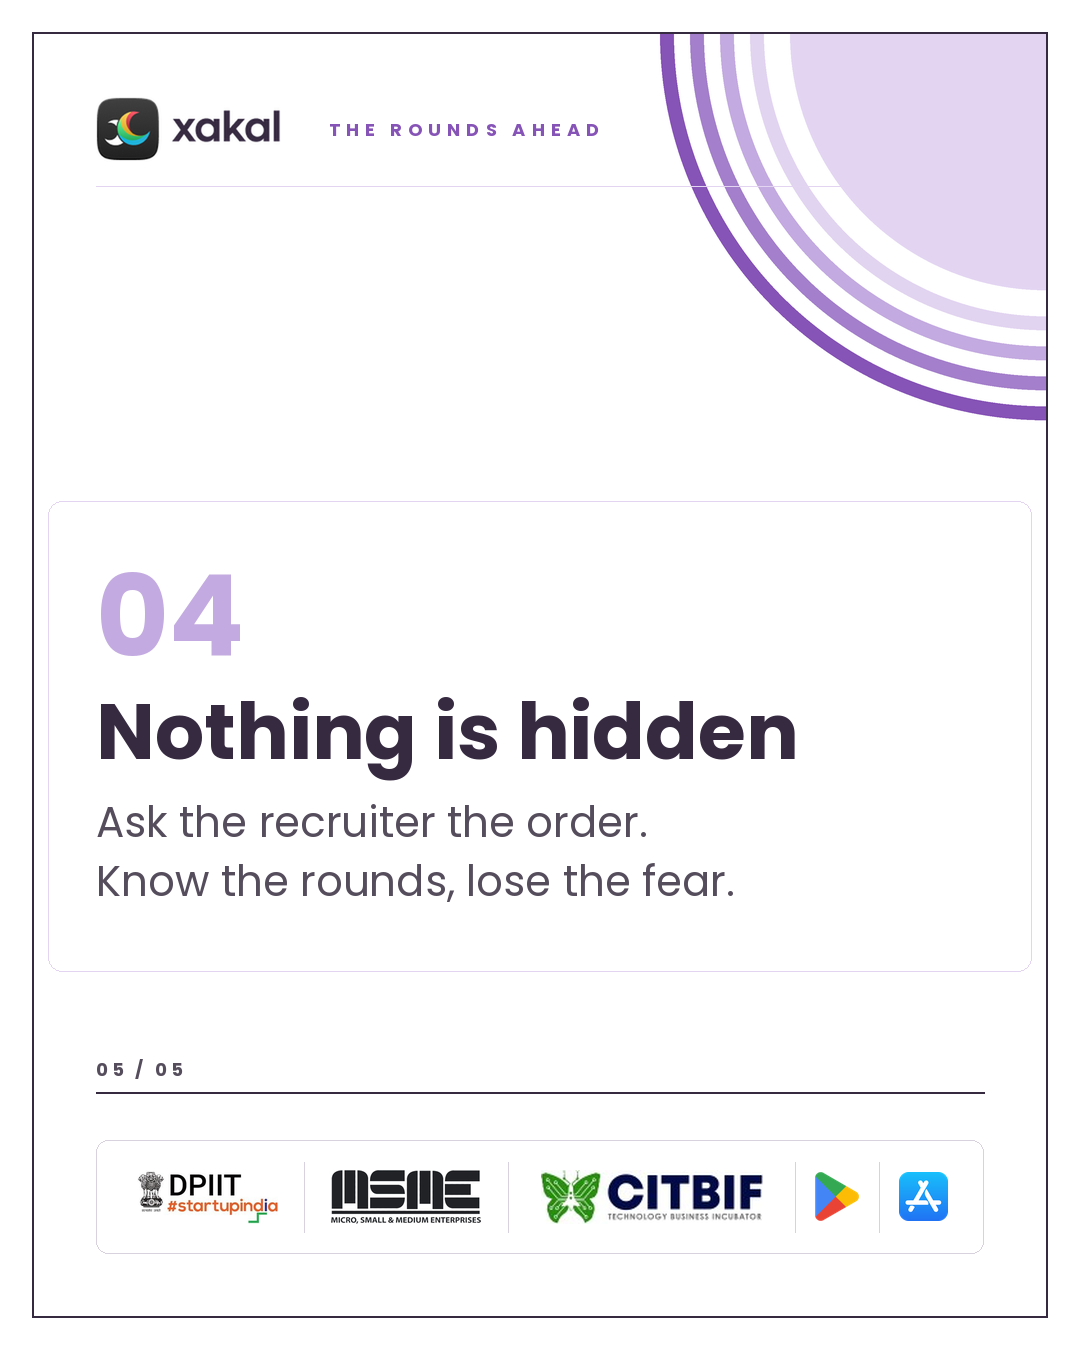 xakal
THE ROUNDS AHEAD
04
Nothing is hidden
Ask the recruiter the order.
Know the rounds, lose the fear.
05 / 05
DPIIT
#startupindia
MSME
MICRO, SMALL & MEDIUM ENTERPRISES
CITBIF
TECHNOLOGY BUSINESS INCUBATOR